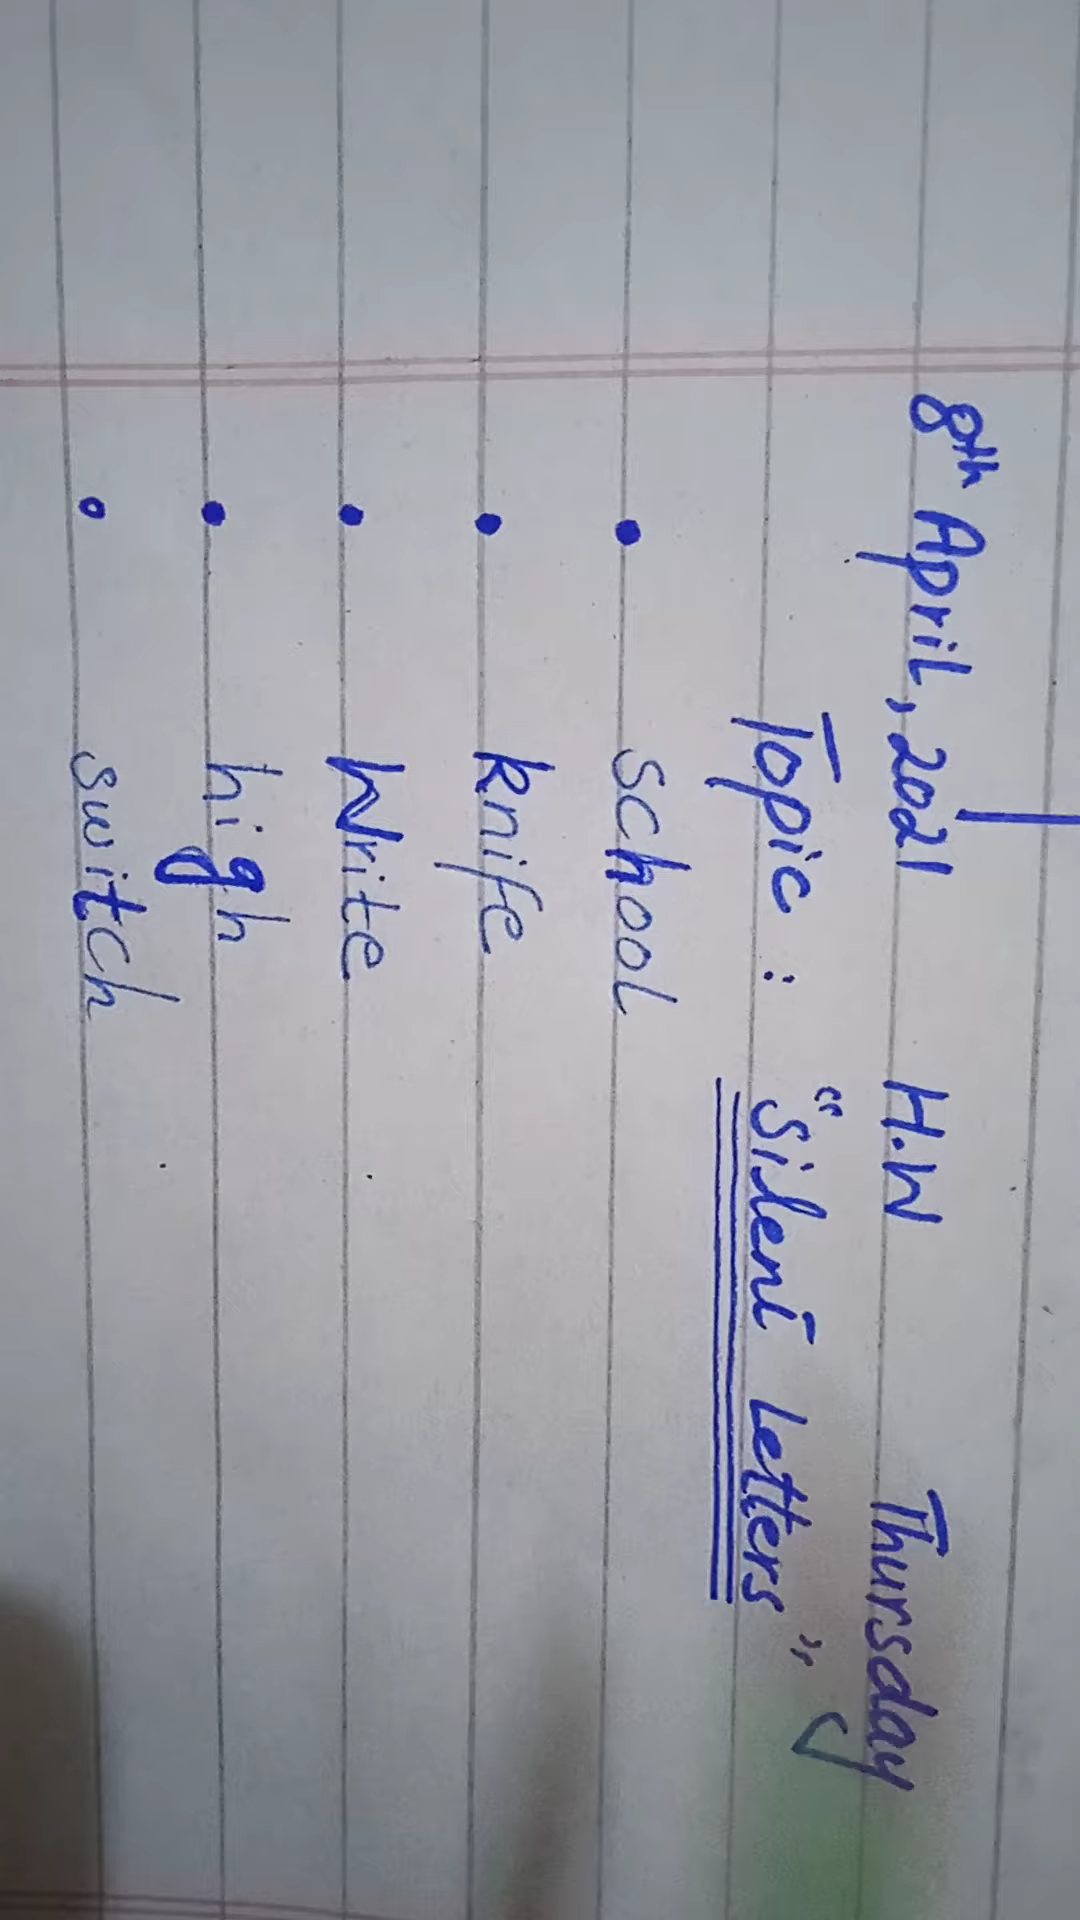 8th April, 2021 H.W Thursday
Topic : "Silent Letters"
• school
• knife
• Write
• high
• switch